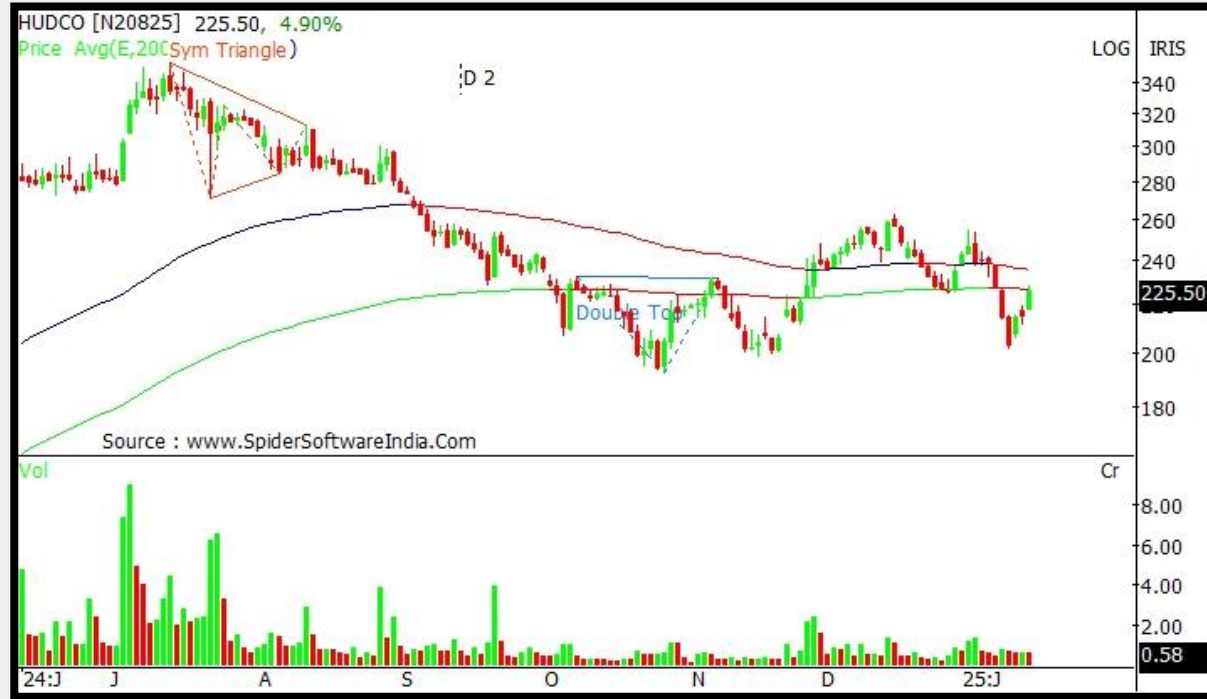 HUDCO [N20825] 225.50, 4.90%
Price Avg(E,200 Sym Triangle)
LOG IRIS
D 2
340
320
300
280
260
240
225.50
200
180
Double Top
Source : www.SpiderSoftwareIndia.Com
Vol
Cr
8.00
6.00
4.00
2.00
0.58
'24:J J A S O N D 25:J